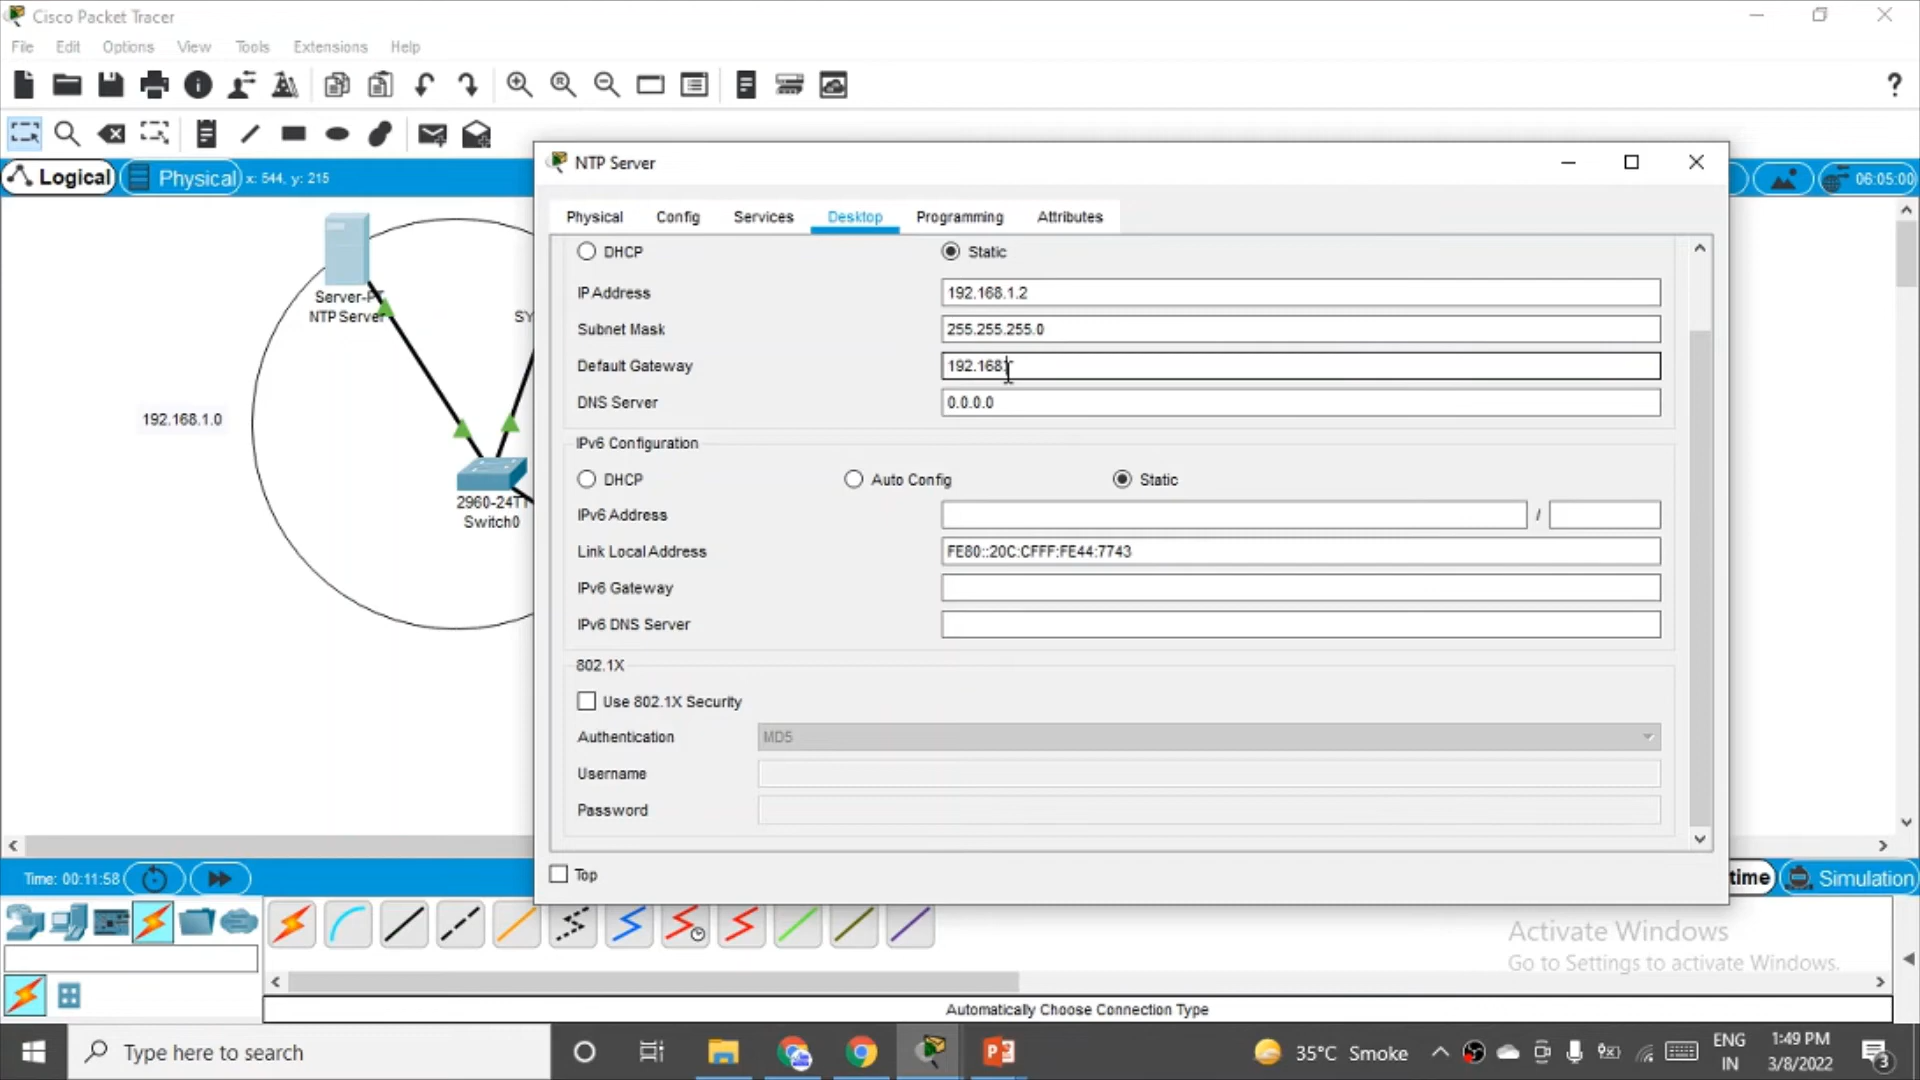 Cisco Packet Tracer
File Edit Options View Tools Extensions Help
?
Logical
Physical
x: 544, y: 215
06:05:00
NTP Server
Physical Config Services Desktop Programming Attributes
DHCP Static
IP Address 192.168.1.2
Subnet Mask 255.255.255.0
Default Gateway 192.168.
DNS Server 0.0.0.0
IPv6 Configuration
DHCP Auto Config Static
IPv6 Address /
Link Local Address FE80::20C:CFFF:FE44:7743
IPv6 Gateway
IPv6 DNS Server
802.1X
Use 802.1X Security
Authentication MD5
Username
Password
Top
Server-PT
NTP Server
SY
192.168.1.0
2960-24TT
Switch0
Time: 00:11:58
time
Simulation
Activate Windows
Go to Settings to activate Windows.
Automatically Choose Connection Type
Type here to search
35°C Smoke
ENG
IN
1:49 PM
3/8/2022
3